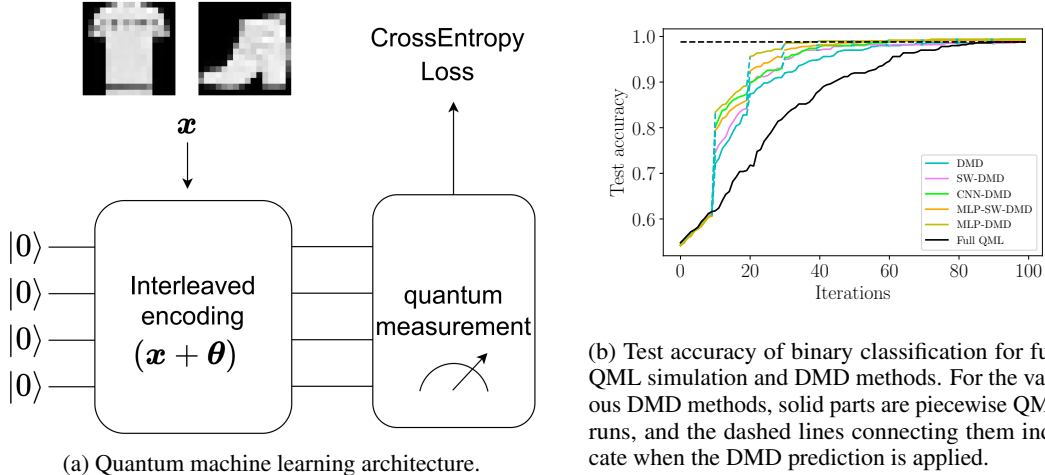 CrossEntropy
Loss
x
|0⟩
|0⟩
|0⟩
|0⟩
Interleaved
encoding
(x + θ)
quantum
measurement
(a) Quantum machine learning architecture.
1.0
0.9
0.8
0.7
0.6
Test accuracy
0
20
40
60
80
100
Iterations
DMD
SW-DMD
CNN-DMD
MLP-SW-DMD
MLP-DMD
Full QML
(b) Test accuracy of binary classification for fu
QML simulation and DMD methods. For the va
ous DMD methods, solid parts are piecewise QM
runs, and the dashed lines connecting them ind
cate when the DMD prediction is applied.